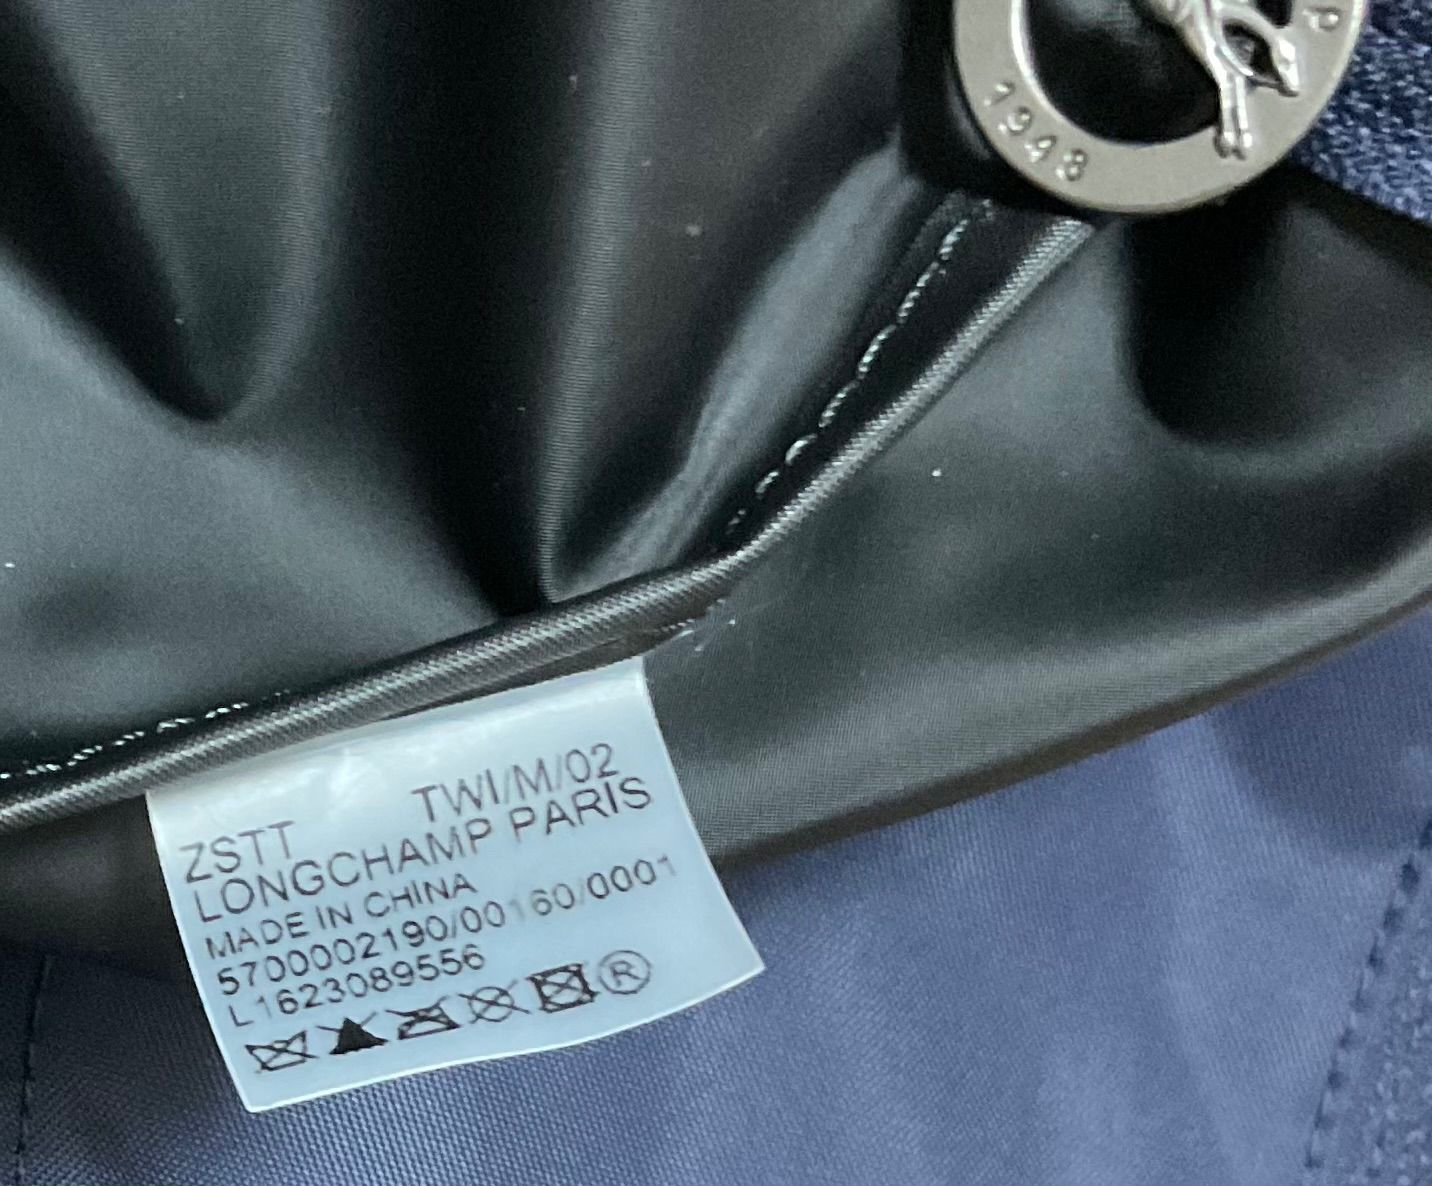 P
1948
ZSTT TWI/M/02
LONGCHAMP PARIS
MADE IN CHINA
5700002190/00160/0001
L1623089556
®